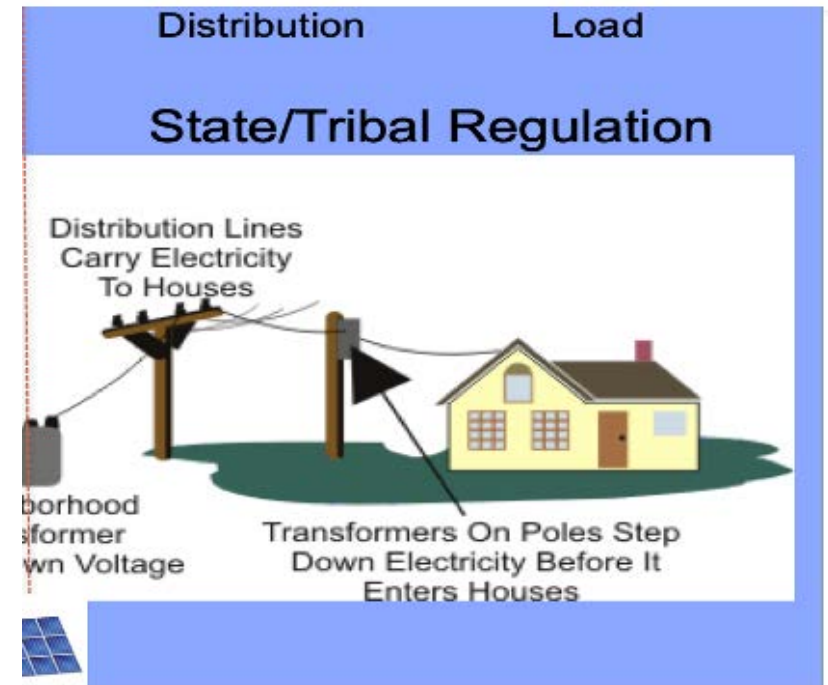 Distribution Load
State/Tribal Regulation
Distribution Lines
Carry Electricity
To Houses
Voltage
Transformers On Poles Step
Down Electricity Before It
Enters Houses